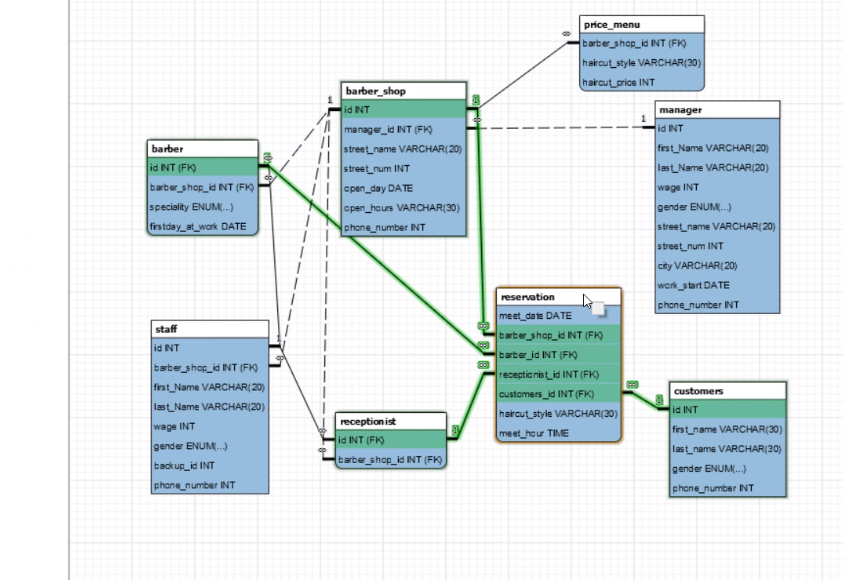 price_menu
barber_shop_id INT (FK)
haircut_style VARCHAR(30)
haircut_price INT
barber_shop
id INT
manager_id INT (FK)
street_name VARCHAR(20)
street_num INT
open_day DATE
open_hours VARCHAR(30)
phone_number INT
manager
id INT
first_Name VARCHAR(20)
last_Name VARCHAR(20)
wage INT
gender ENUM(...)
street_name VARCHAR(20)
street_num INT
city VARCHAR(20)
work_start DATE
phone_number INT
barber
id INT (FK)
barber_shop_id INT (FK)
speciality ENUM(...)
firstday_at_work DATE
reservation
meet_date DATE
barber_shop_id INT (FK)
barber_id INT (FK)
receptionist_id INT (FK)
customers_id INT (FK)
haircut_style VARCHAR(30)
meet_hour TIME
staff
id INT
barber_shop_id INT (FK)
first_Name VARCHAR(20)
last_Name VARCHAR(20)
wage INT
gender ENUM(...)
backup_id INT
phone_number INT
receptionist
id INT (FK)
barber_shop_id INT (FK)
customers
id INT
first_name VARCHAR(30)
last_name VARCHAR(30)
gender ENUM(...)
phone_number INT
1
1
1
∞
∞
∞
∞
∞
∞